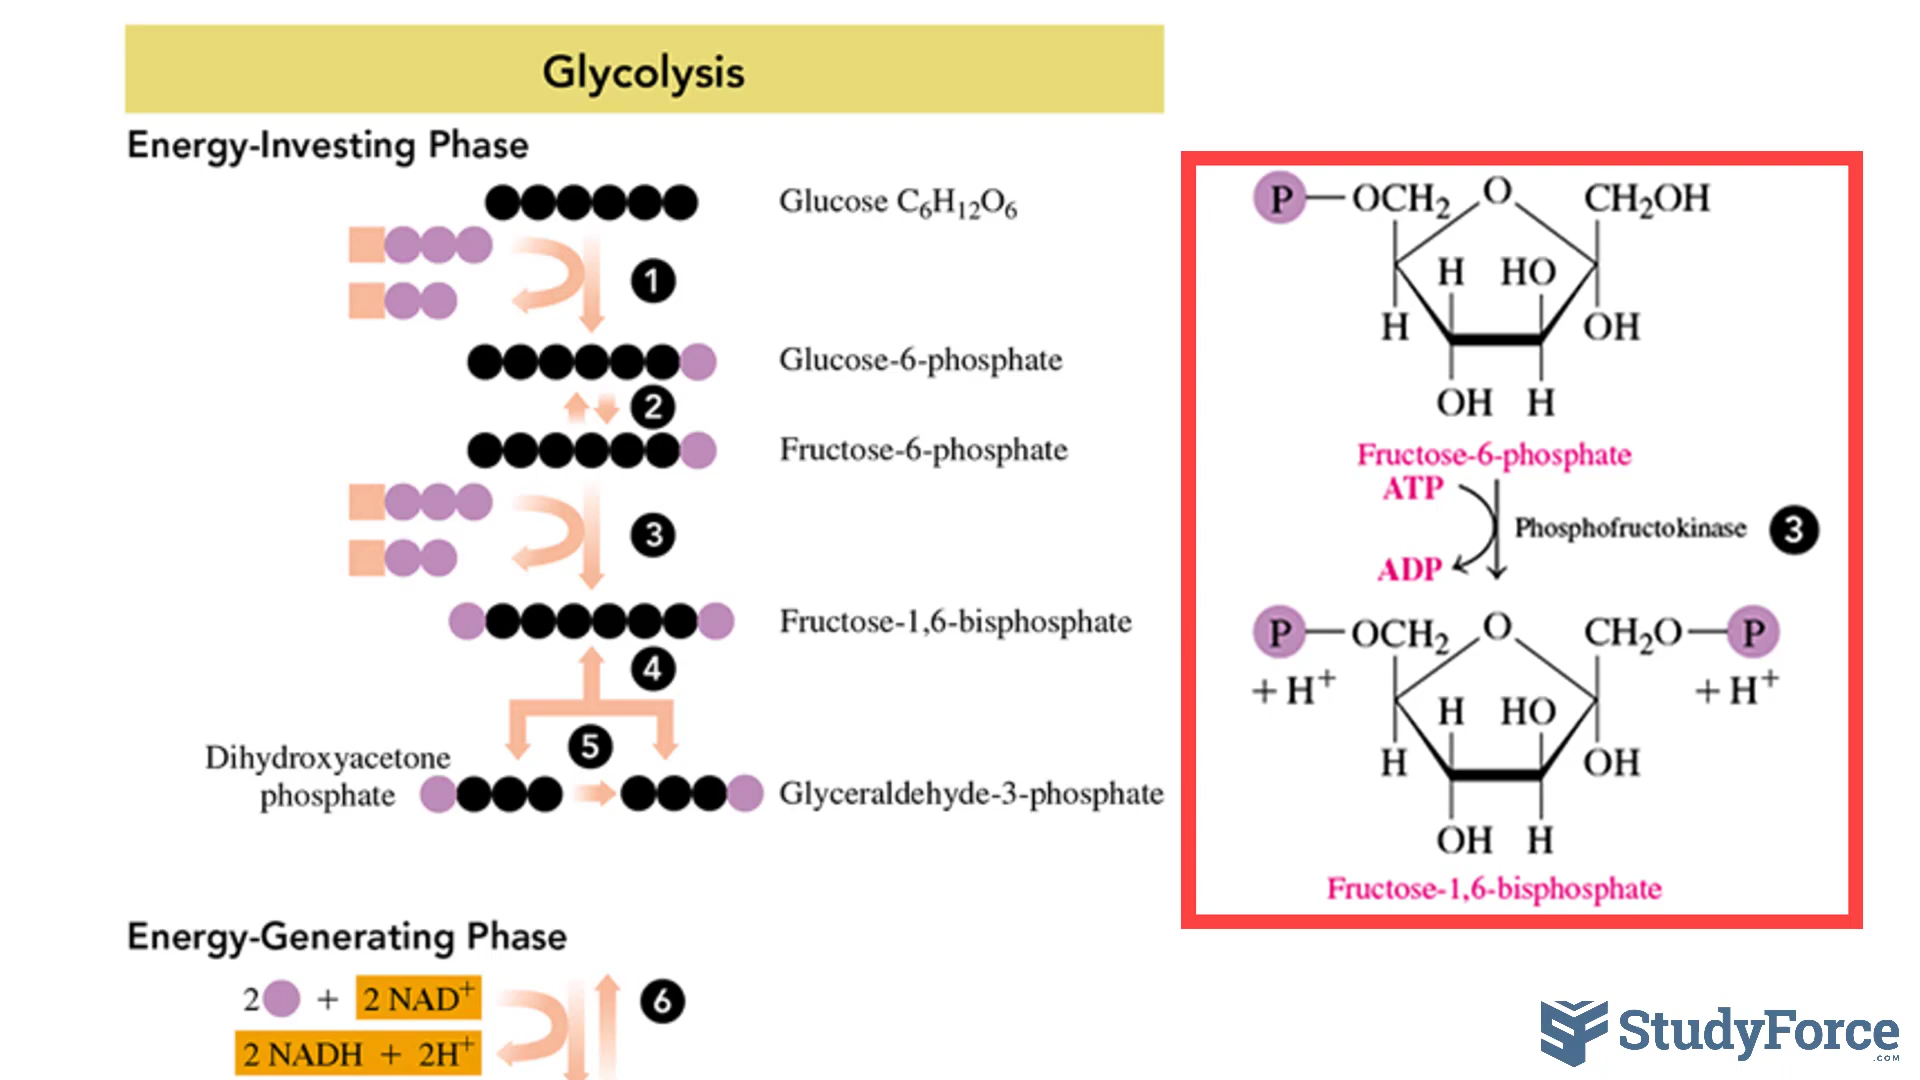 Glycolysis
Energy-Investing Phase
Glucose C₆H₁₂O₆
1
Glucose-6-phosphate
2
Fructose-6-phosphate
3
Fructose-1,6-bisphosphate
4
5
Dihydroxyacetone
phosphate
Glyceraldehyde-3-phosphate
Energy-Generating Phase
2 + 2 NAD⁺
6
2 NADH + 2H⁺
P OCH₂ O CH₂OH
H HO
H OH
OH H
Fructose-6-phosphate
ATP
Phosphofructokinase 3
ADP
P OCH₂ O CH₂O P
+ H⁺ + H⁺
H HO
H OH
OH H
Fructose-1,6-bisphosphate
StudyForce
.COM